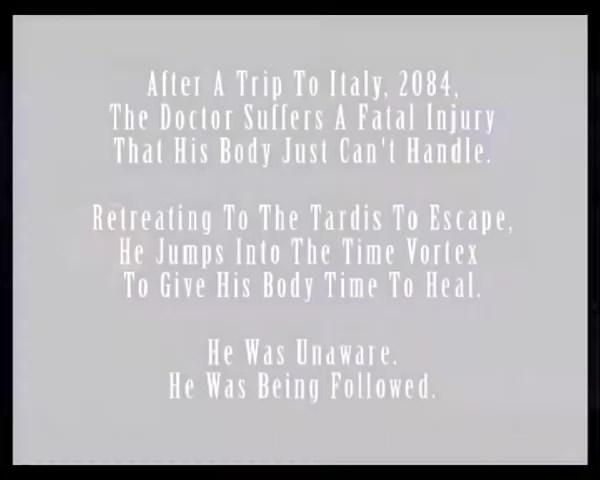 After A Trip To Italy, 2084,
The Doctor Suffers A Fatal Injury
That His Body Just Can't Handle.
Retreating To The Tardis To Escape,
He Jumps Into The Time Vortex
To Give His Body Time To Heal.
He Was Unaware.
He Was Being Followed.